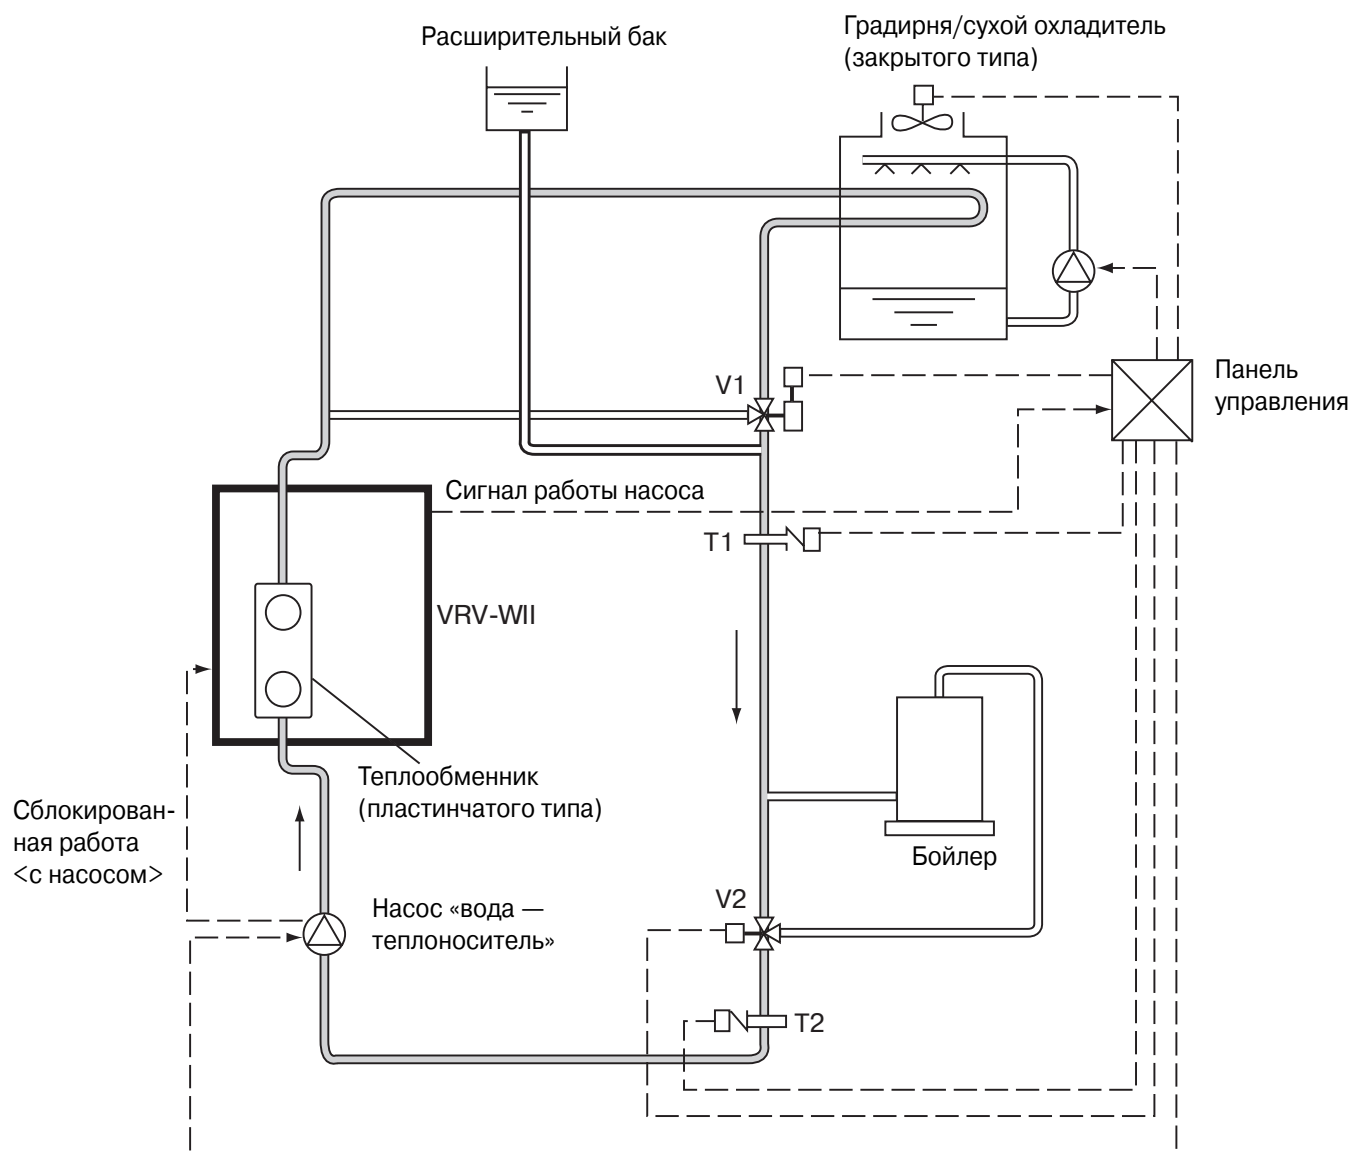 Расширительный бак
Градирня/сухой охладитель
(закрытого типа)
V1
Панель
управления
Сигнал работы насоса
T1
VRV-WII
Теплообменник
(пластинчатого типа)
Сблокирован-
ная работа
<с насосом>
Бойлер
V2
Насос «вода —
теплоноситель»
T2